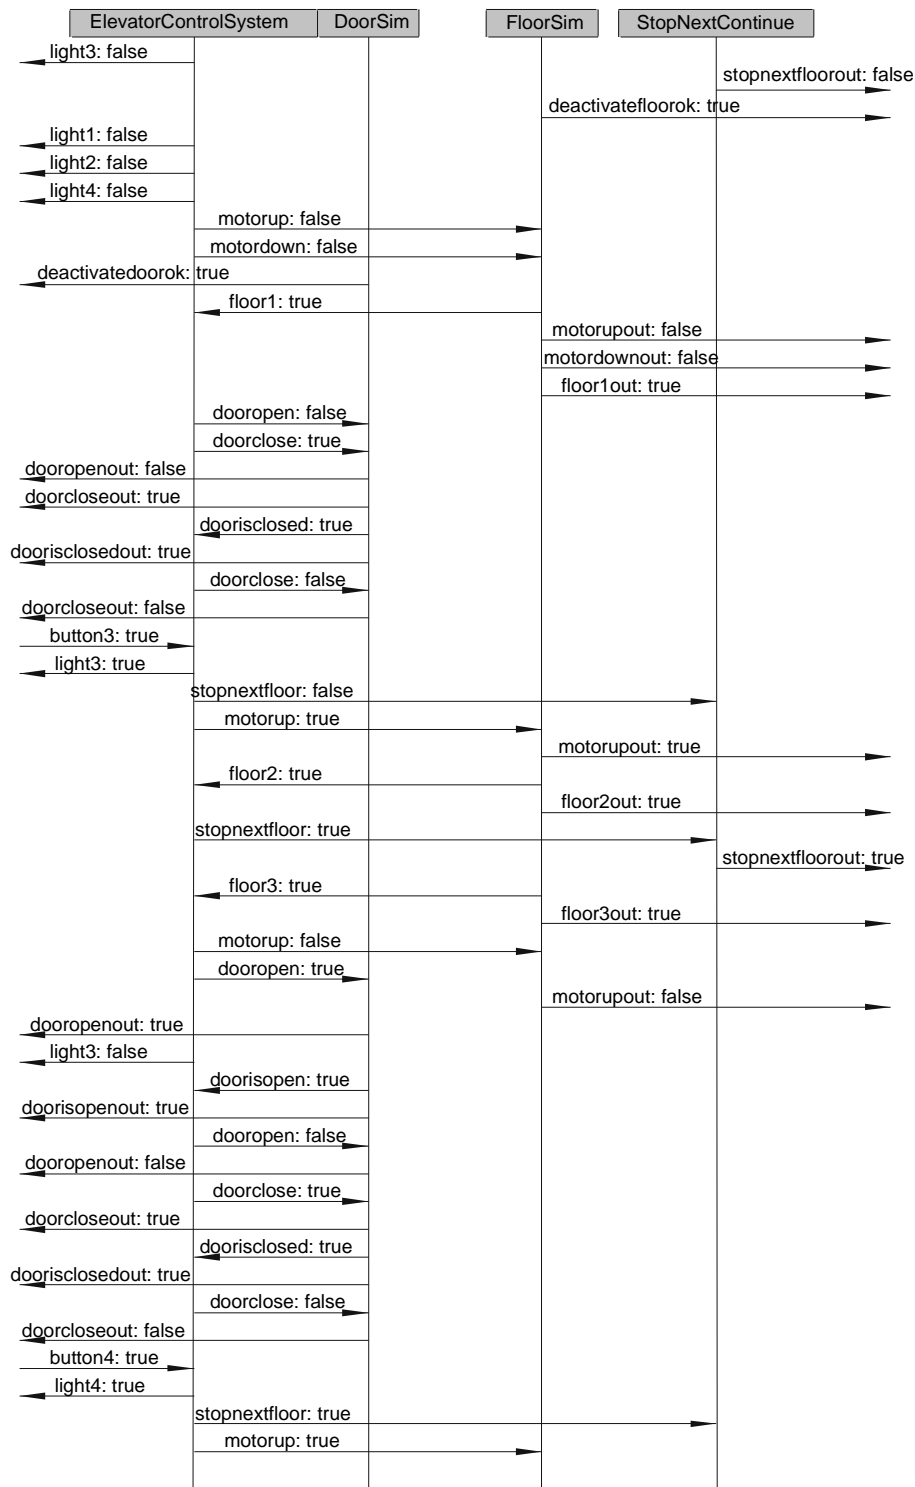 ElevatorControlSystem DoorSim FloorSim StopNextContinue
light3: false
stopnextfloorout: false
deactivatefloorok: true
light1: false
light2: false
light4: false
motorup: false
motordown: false
deactivatedoorok: true
floor1: true
motorupout: false
motordownout: false
floor1out: true
dooropen: false
doorclose: true
dooropenout: false
doorcloseout: true
doorisclosed: true
doorisclosedout: true
doorclose: false
doorcloseout: false
button3: true
light3: true
stopnextfloor: false
motorup: true
motorupout: true
floor2: true
floor2out: true
stopnextfloor: true
stopnextfloorout: true
floor3: true
floor3out: true
motorup: false
dooropen: true
motorupout: false
dooropenout: true
light3: false
doorisopen: true
doorisopenout: true
dooropen: false
dooropenout: false
doorclose: true
doorcloseout: true
doorisclosed: true
doorisclosedout: true
doorclose: false
doorcloseout: false
button4: true
light4: true
stopnextfloor: true
motorup: true